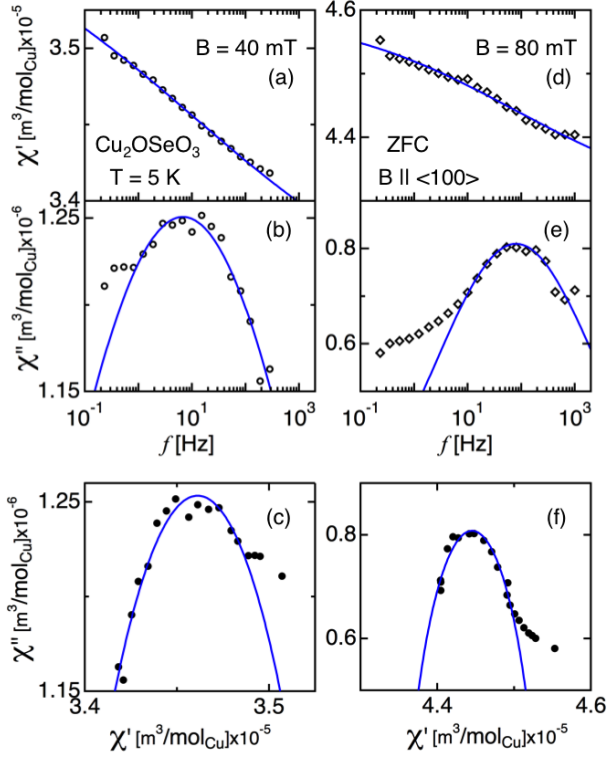 3.5
3.4
χ' [m³/mol_Cu]x10⁻⁵
B = 40 mT
(a)
Cu₂OSeO₃
T = 5 K
4.6
4.4
B = 80 mT
(d)
ZFC
B || <100>
1.25
1.15
χ'' [m³/mol_Cu]x10⁻⁶
(b)
10⁻¹ 10¹ 10³
f [Hz]
0.8
0.6
(e)
10⁻¹ 10¹ 10³
f [Hz]
1.25
1.15
χ'' [m³/mol_Cu]x10⁻⁶
(c)
3.4 3.5
χ' [m³/mol_Cu]x10⁻⁵
0.8
0.6
(f)
4.4 4.6
χ' [m³/mol_Cu]x10⁻⁵